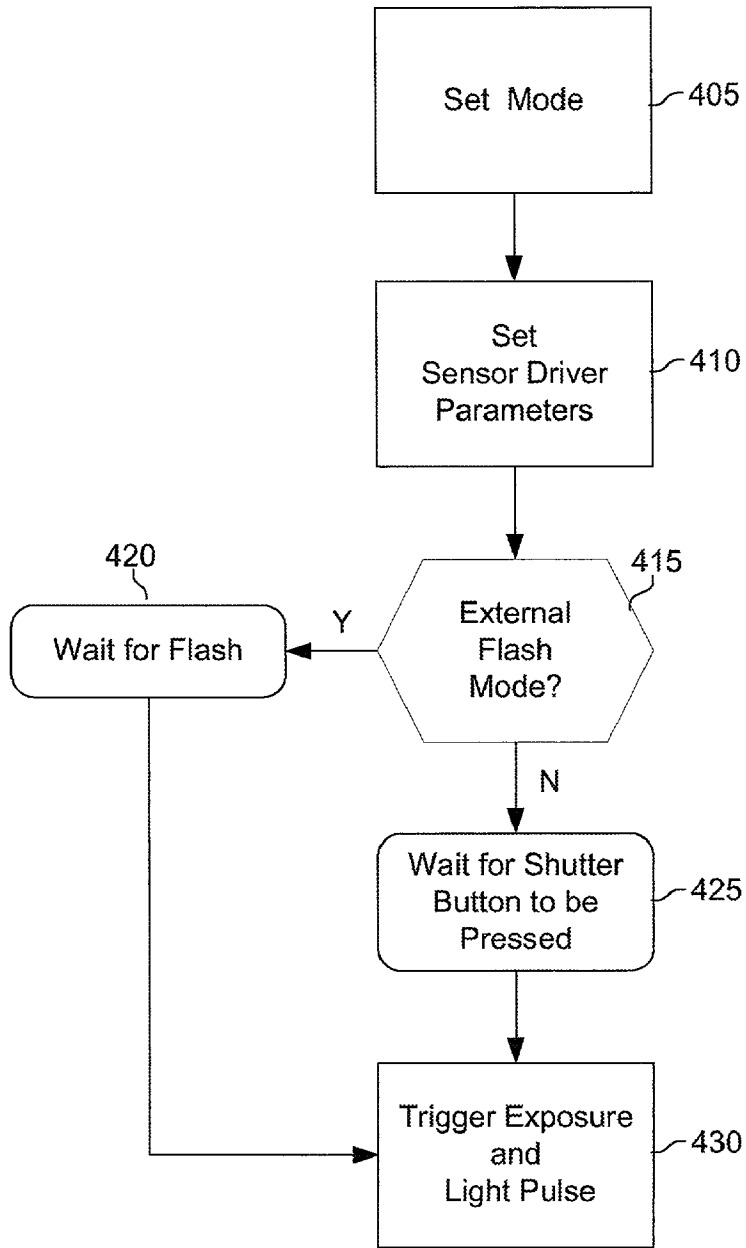 Set Mode
405
Set
Sensor Driver
Parameters
410
External
Flash
Mode?
415
Y
420
Wait for Flash
N
Wait for Shutter
Button to be
Pressed
425
Trigger Exposure
and
Light Pulse
430